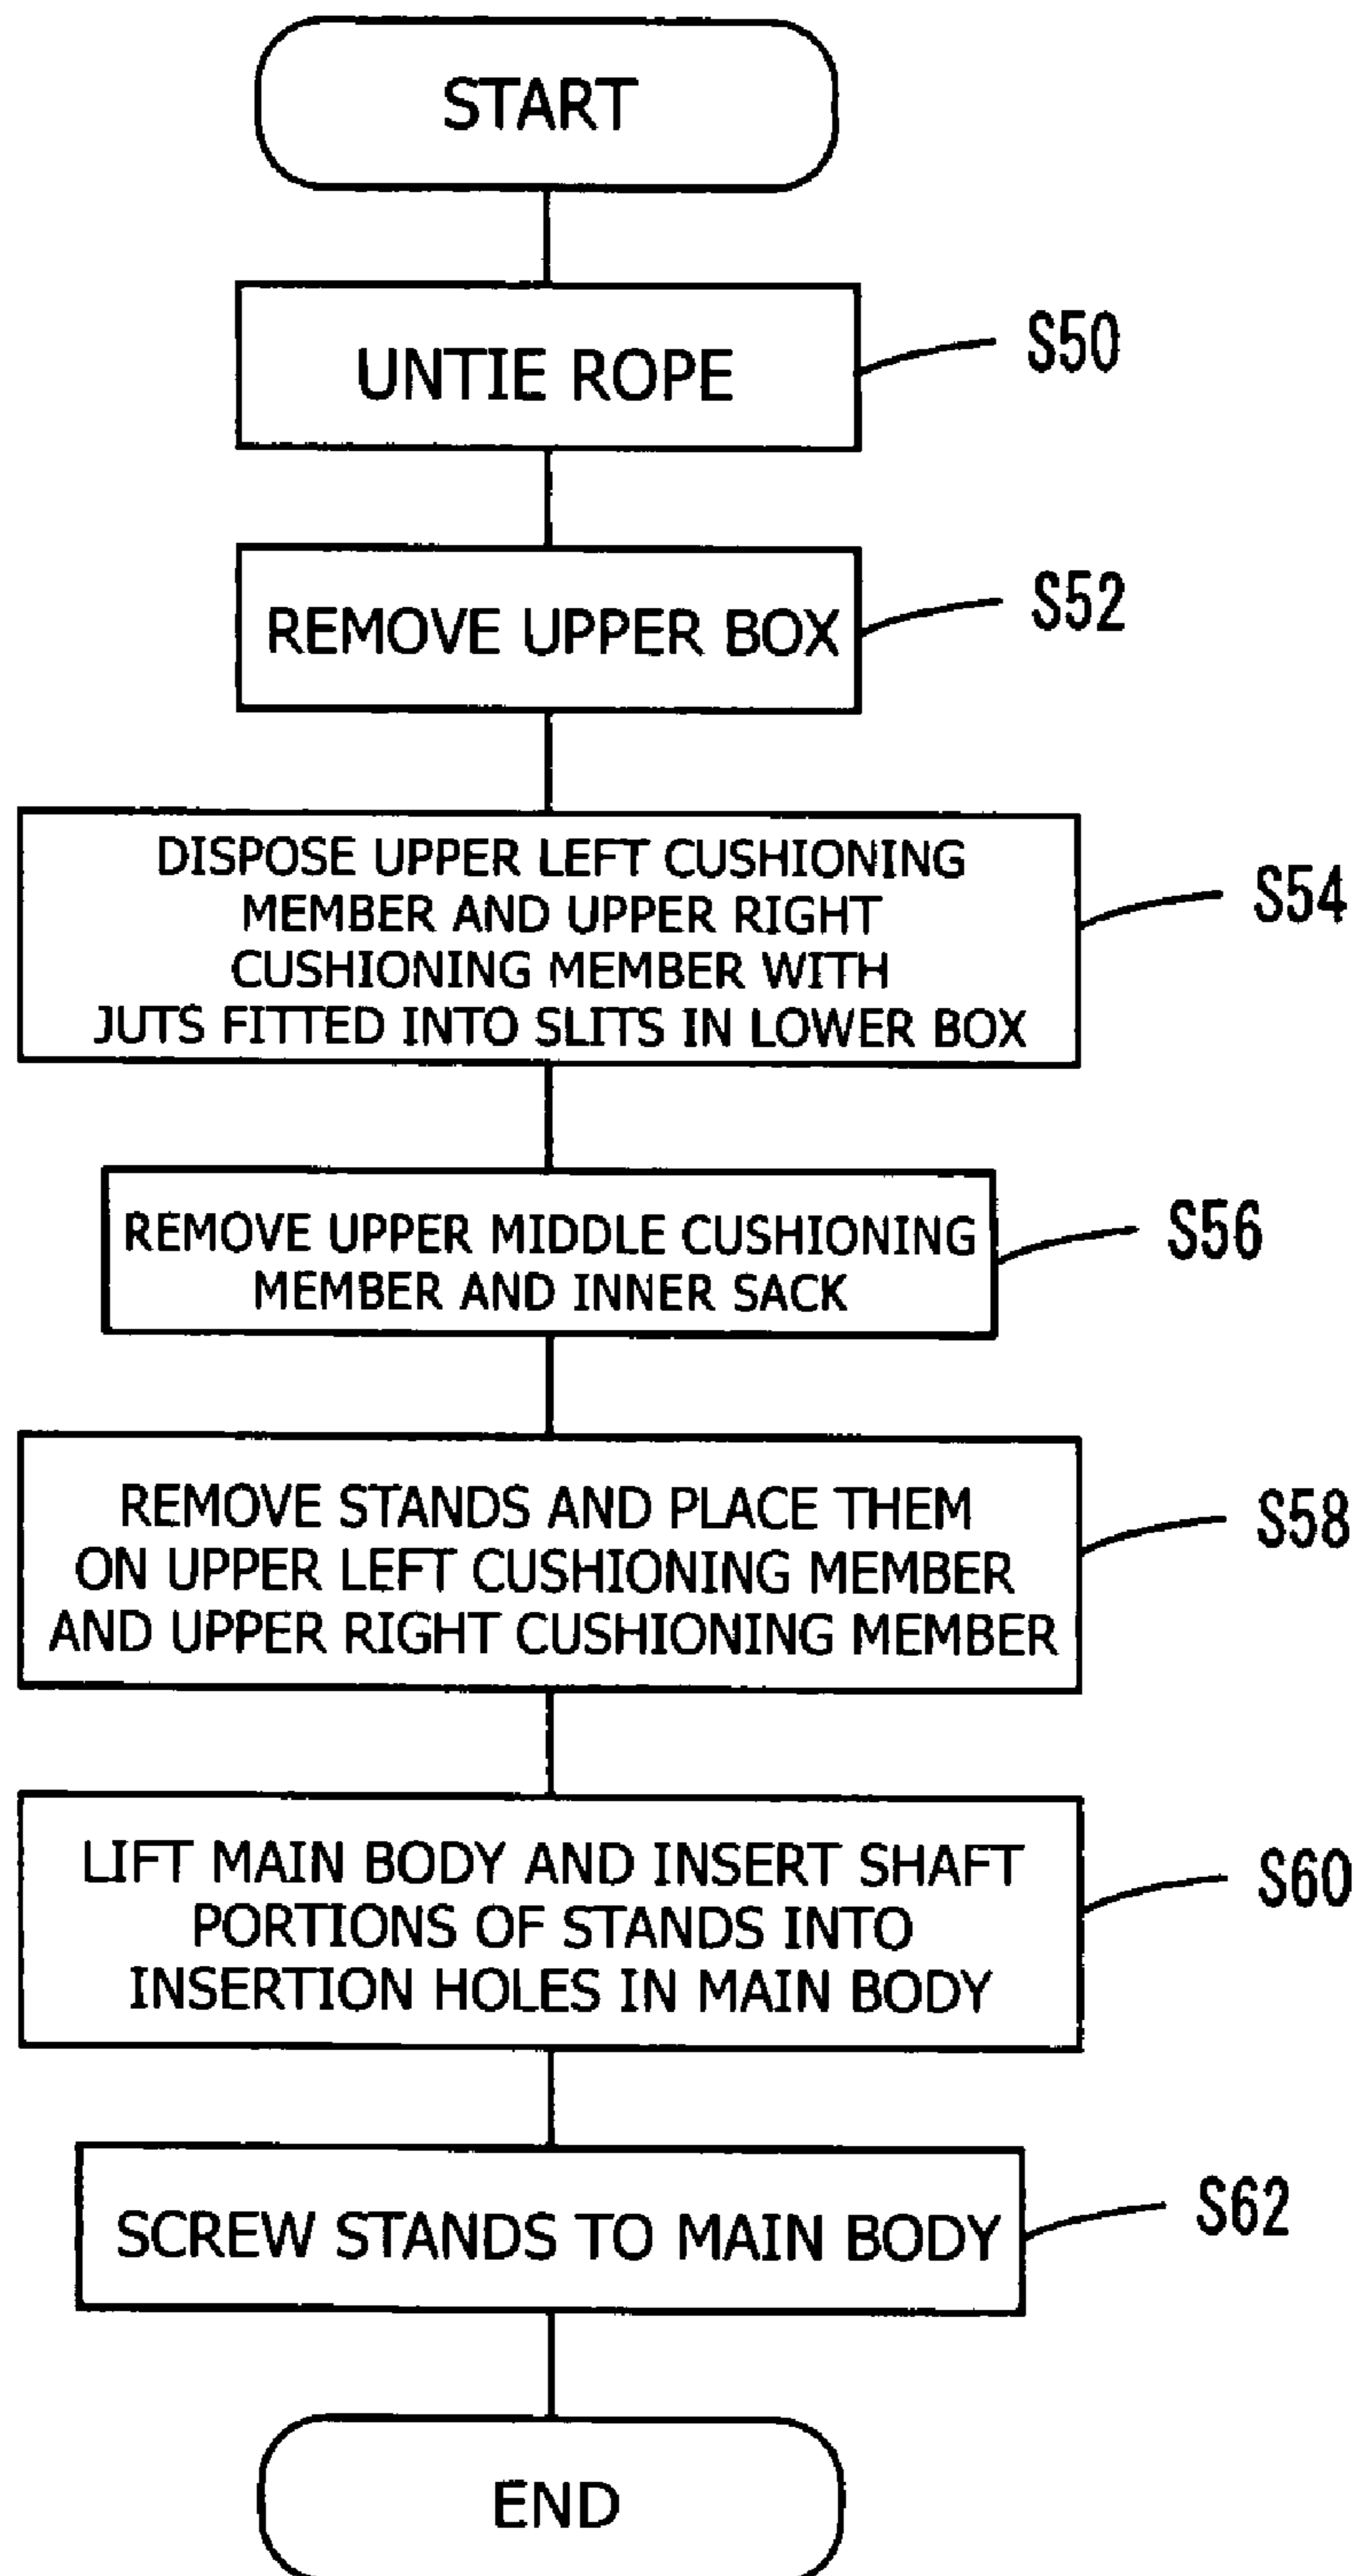 START
UNTIE ROPE
S50
REMOVE UPPER BOX
S52
DISPOSE UPPER LEFT CUSHIONING
MEMBER AND UPPER RIGHT
CUSHIONING MEMBER WITH
JUTS FITTED INTO SLITS IN LOWER BOX
S54
REMOVE UPPER MIDDLE CUSHIONING
MEMBER AND INNER SACK
S56
REMOVE STANDS AND PLACE THEM
ON UPPER LEFT CUSHIONING MEMBER
AND UPPER RIGHT CUSHIONING MEMBER
S58
LIFT MAIN BODY AND INSERT SHAFT
PORTIONS OF STANDS INTO
INSERTION HOLES IN MAIN BODY
S60
SCREW STANDS TO MAIN BODY
S62
END